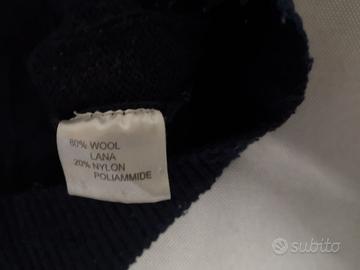 80% WOOL
LANA
20% NYLON
POLIAMMIDE
subito